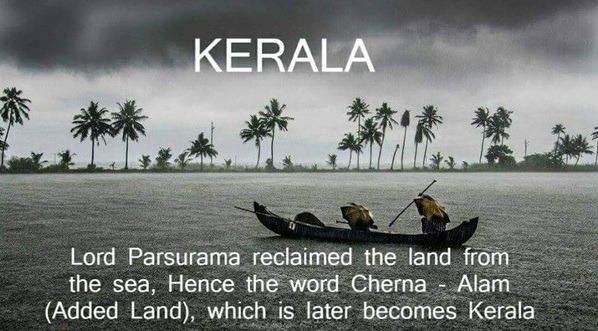 KERALA
Lord Parsurama reclaimed the land from
the sea, Hence the word Cherna - Alam
(Added Land), which is later becomes Kerala